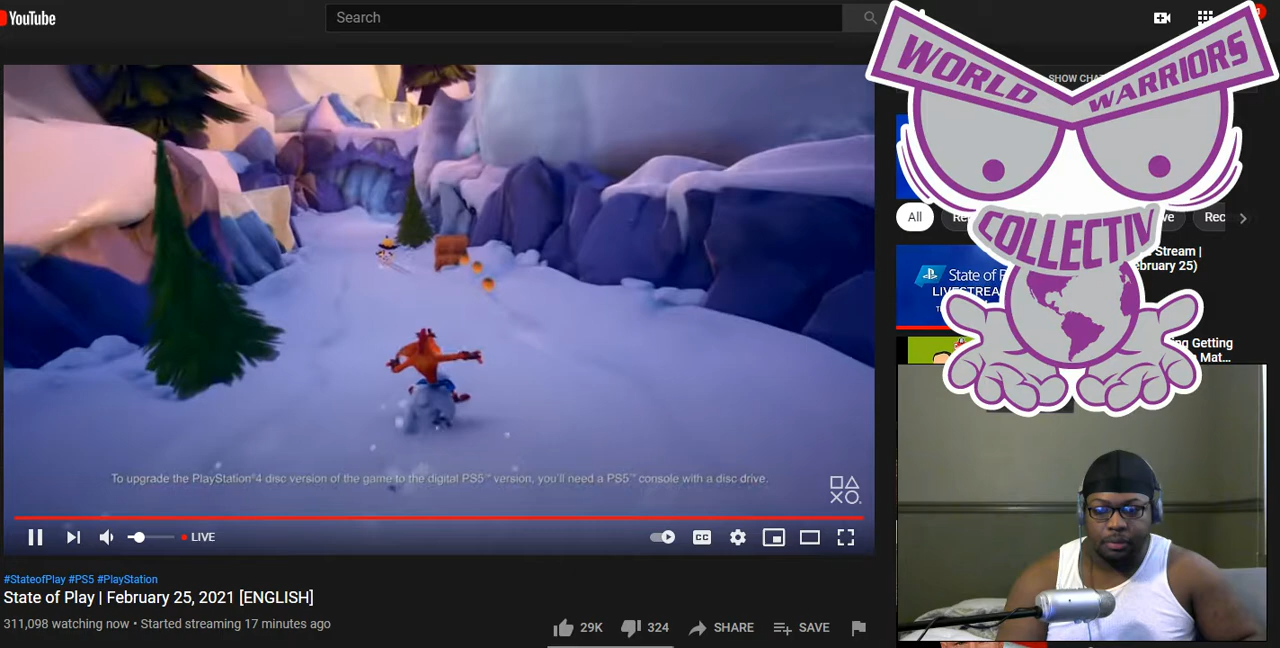 YouTube
Search
SHOW CHAT
WORLD WARRIORS
COLLECTIV
All
Rec
Stream |
February 25)
State of
LIVESTREA
Getting
Mat...
To upgrade the PlayStation®4 disc version of the game to the digital PS5™ version, you'll need a PS5™ console with a disc drive.
LIVE
CC
#StateofPlay #PS5 #PlayStation
State of Play | February 25, 2021 [ENGLISH]
311,098 watching now • Started streaming 17 minutes ago
29K
324
SHARE
SAVE